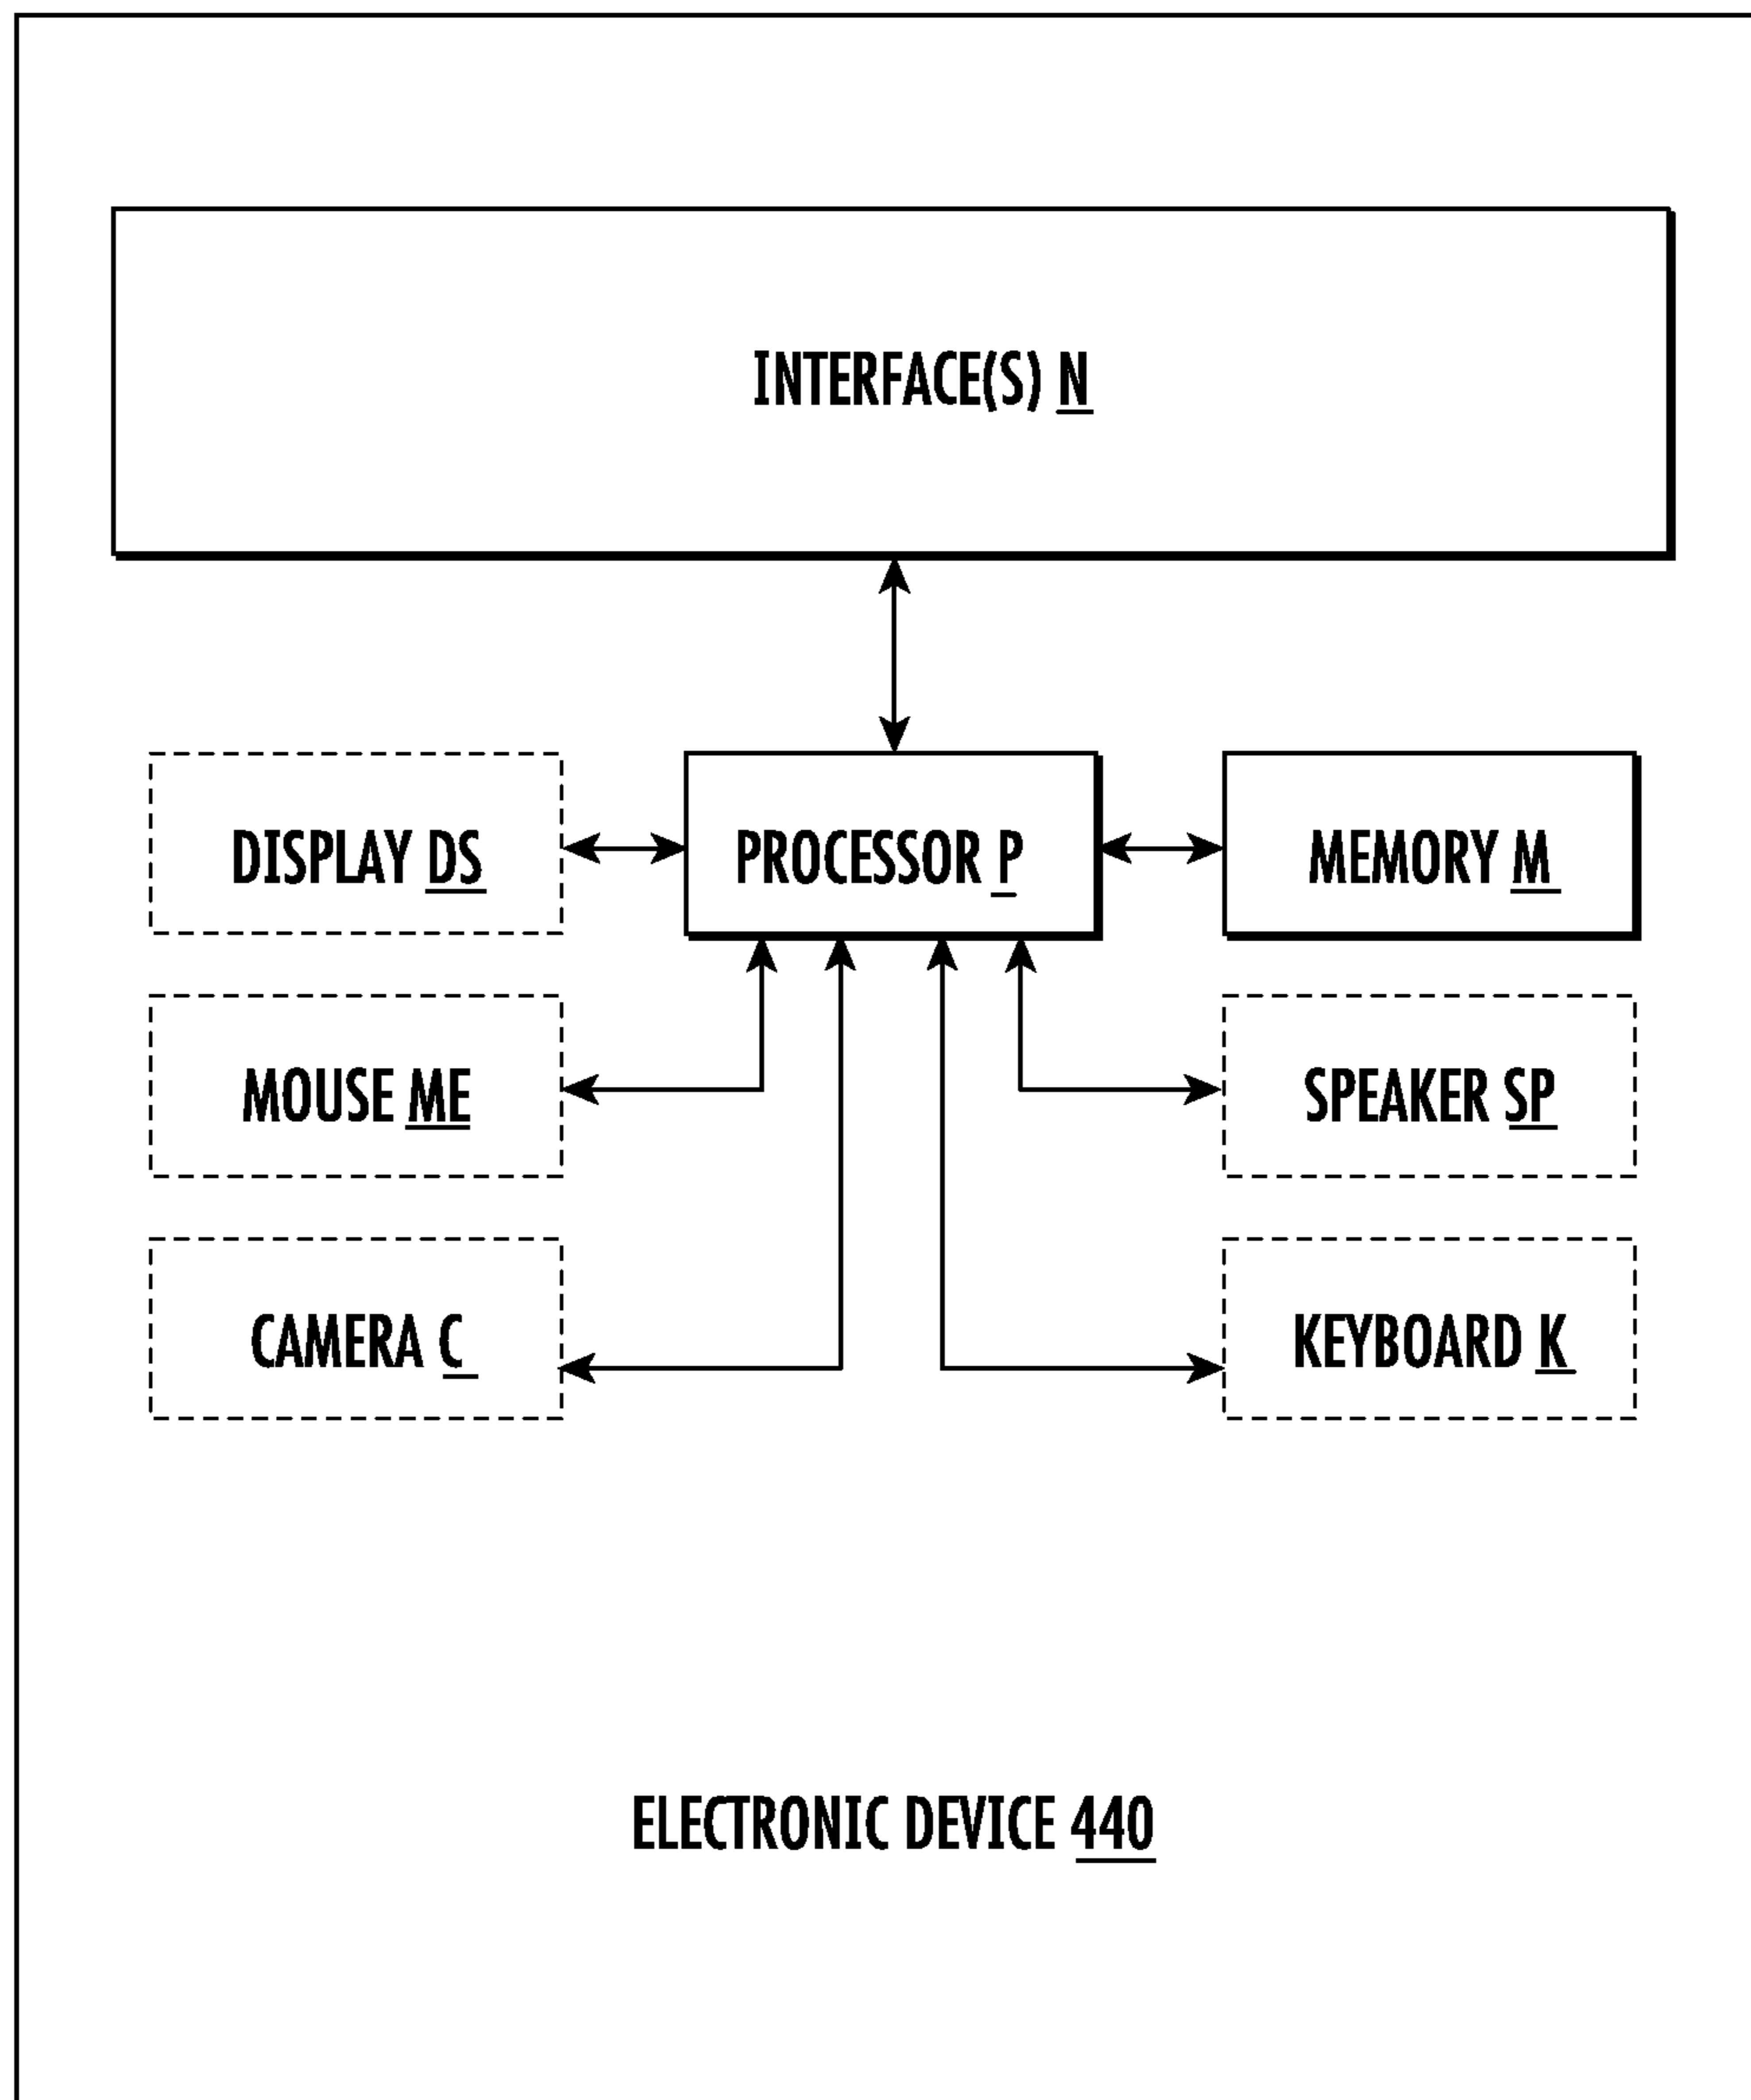 INTERFACE(S) N
DISPLAY DS
PROCESSOR P
MEMORY M
MOUSE ME
SPEAKER SP
CAMERA C
KEYBOARD K
ELECTRONIC DEVICE 440